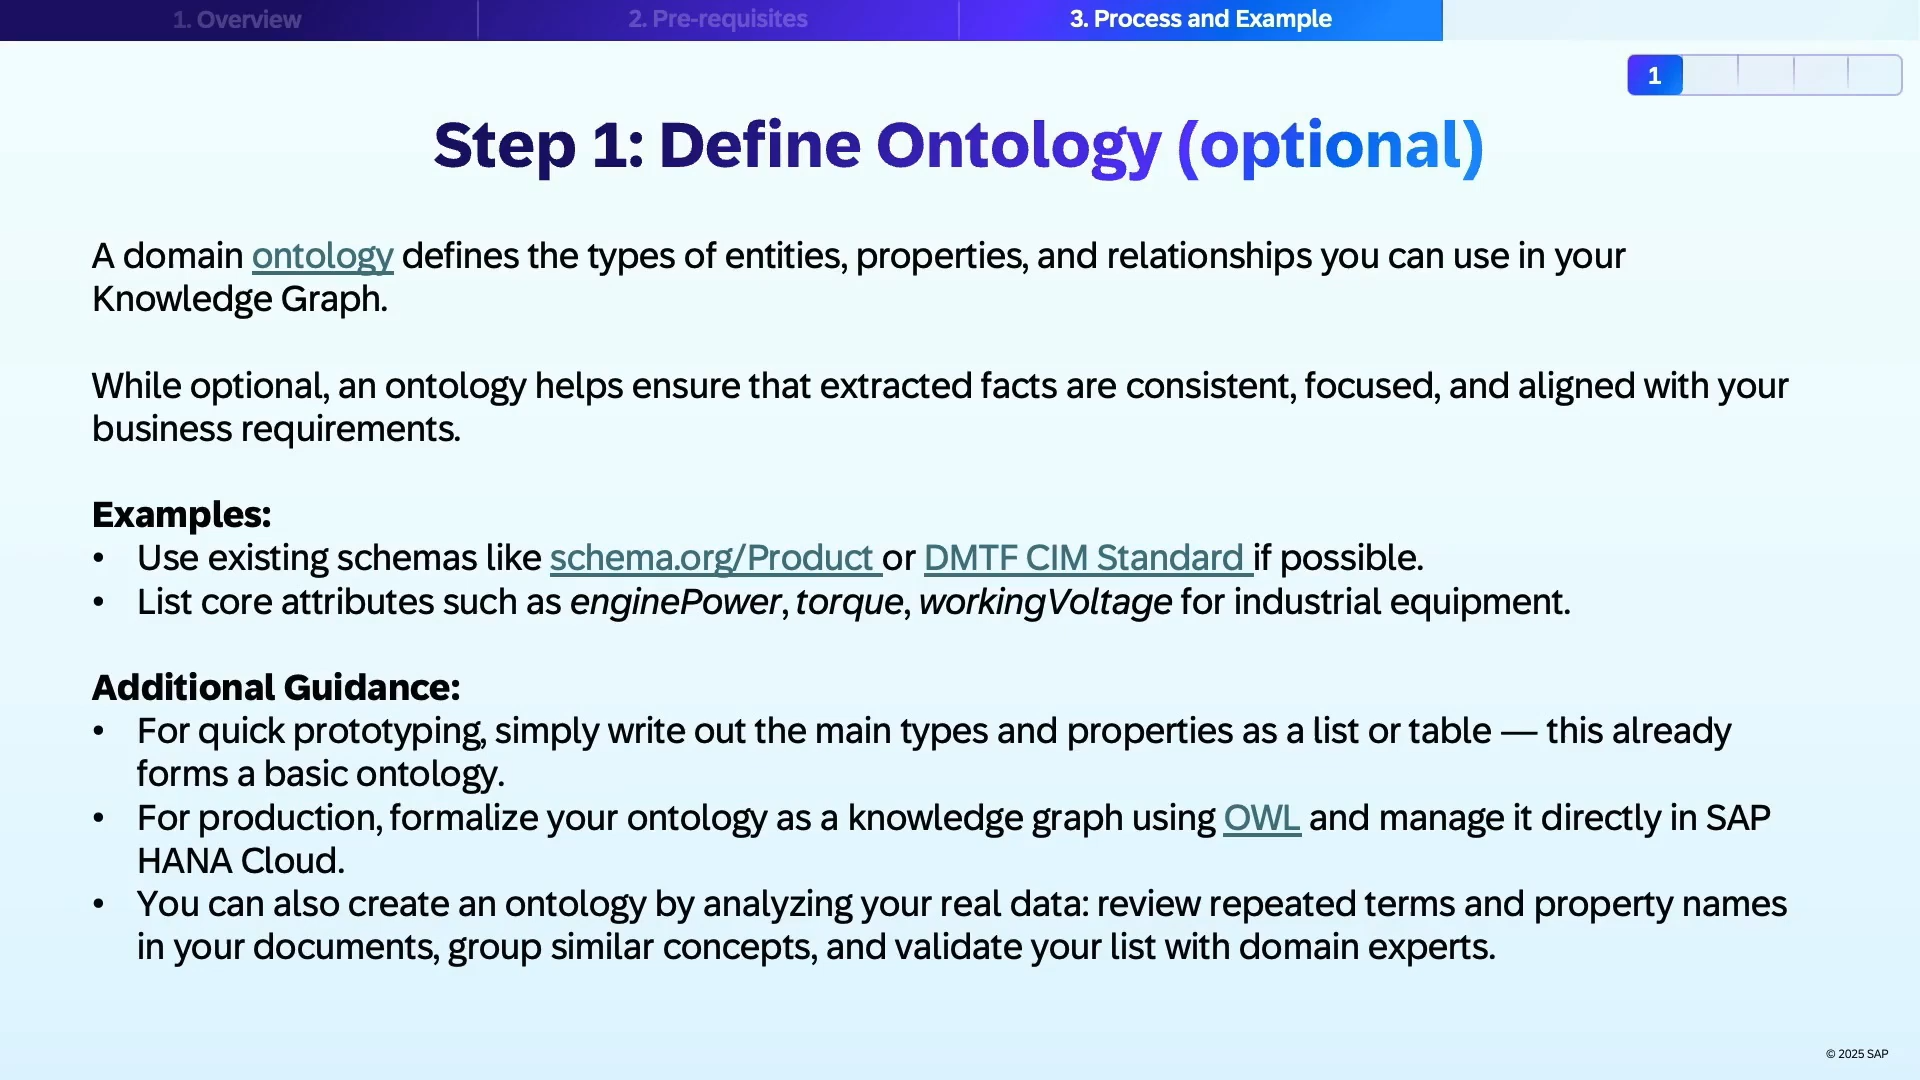 1. Overview
2. Pre-requisites
3. Process and Example
1
Step 1: Define Ontology (optional)
A domain ontology defines the types of entities, properties, and relationships you can use in your
Knowledge Graph.
While optional, an ontology helps ensure that extracted facts are consistent, focused, and aligned with your
business requirements.
Examples:
• Use existing schemas like schema.org/Product or DMTF CIM Standard if possible.
• List core attributes such as enginePower, torque, workingVoltage for industrial equipment.
Additional Guidance:
• For quick prototyping, simply write out the main types and properties as a list or table — this already
forms a basic ontology.
• For production, formalize your ontology as a knowledge graph using OWL and manage it directly in SAP
HANA Cloud.
• You can also create an ontology by analyzing your real data: review repeated terms and property names
in your documents, group similar concepts, and validate your list with domain experts.
© 2025 SAP